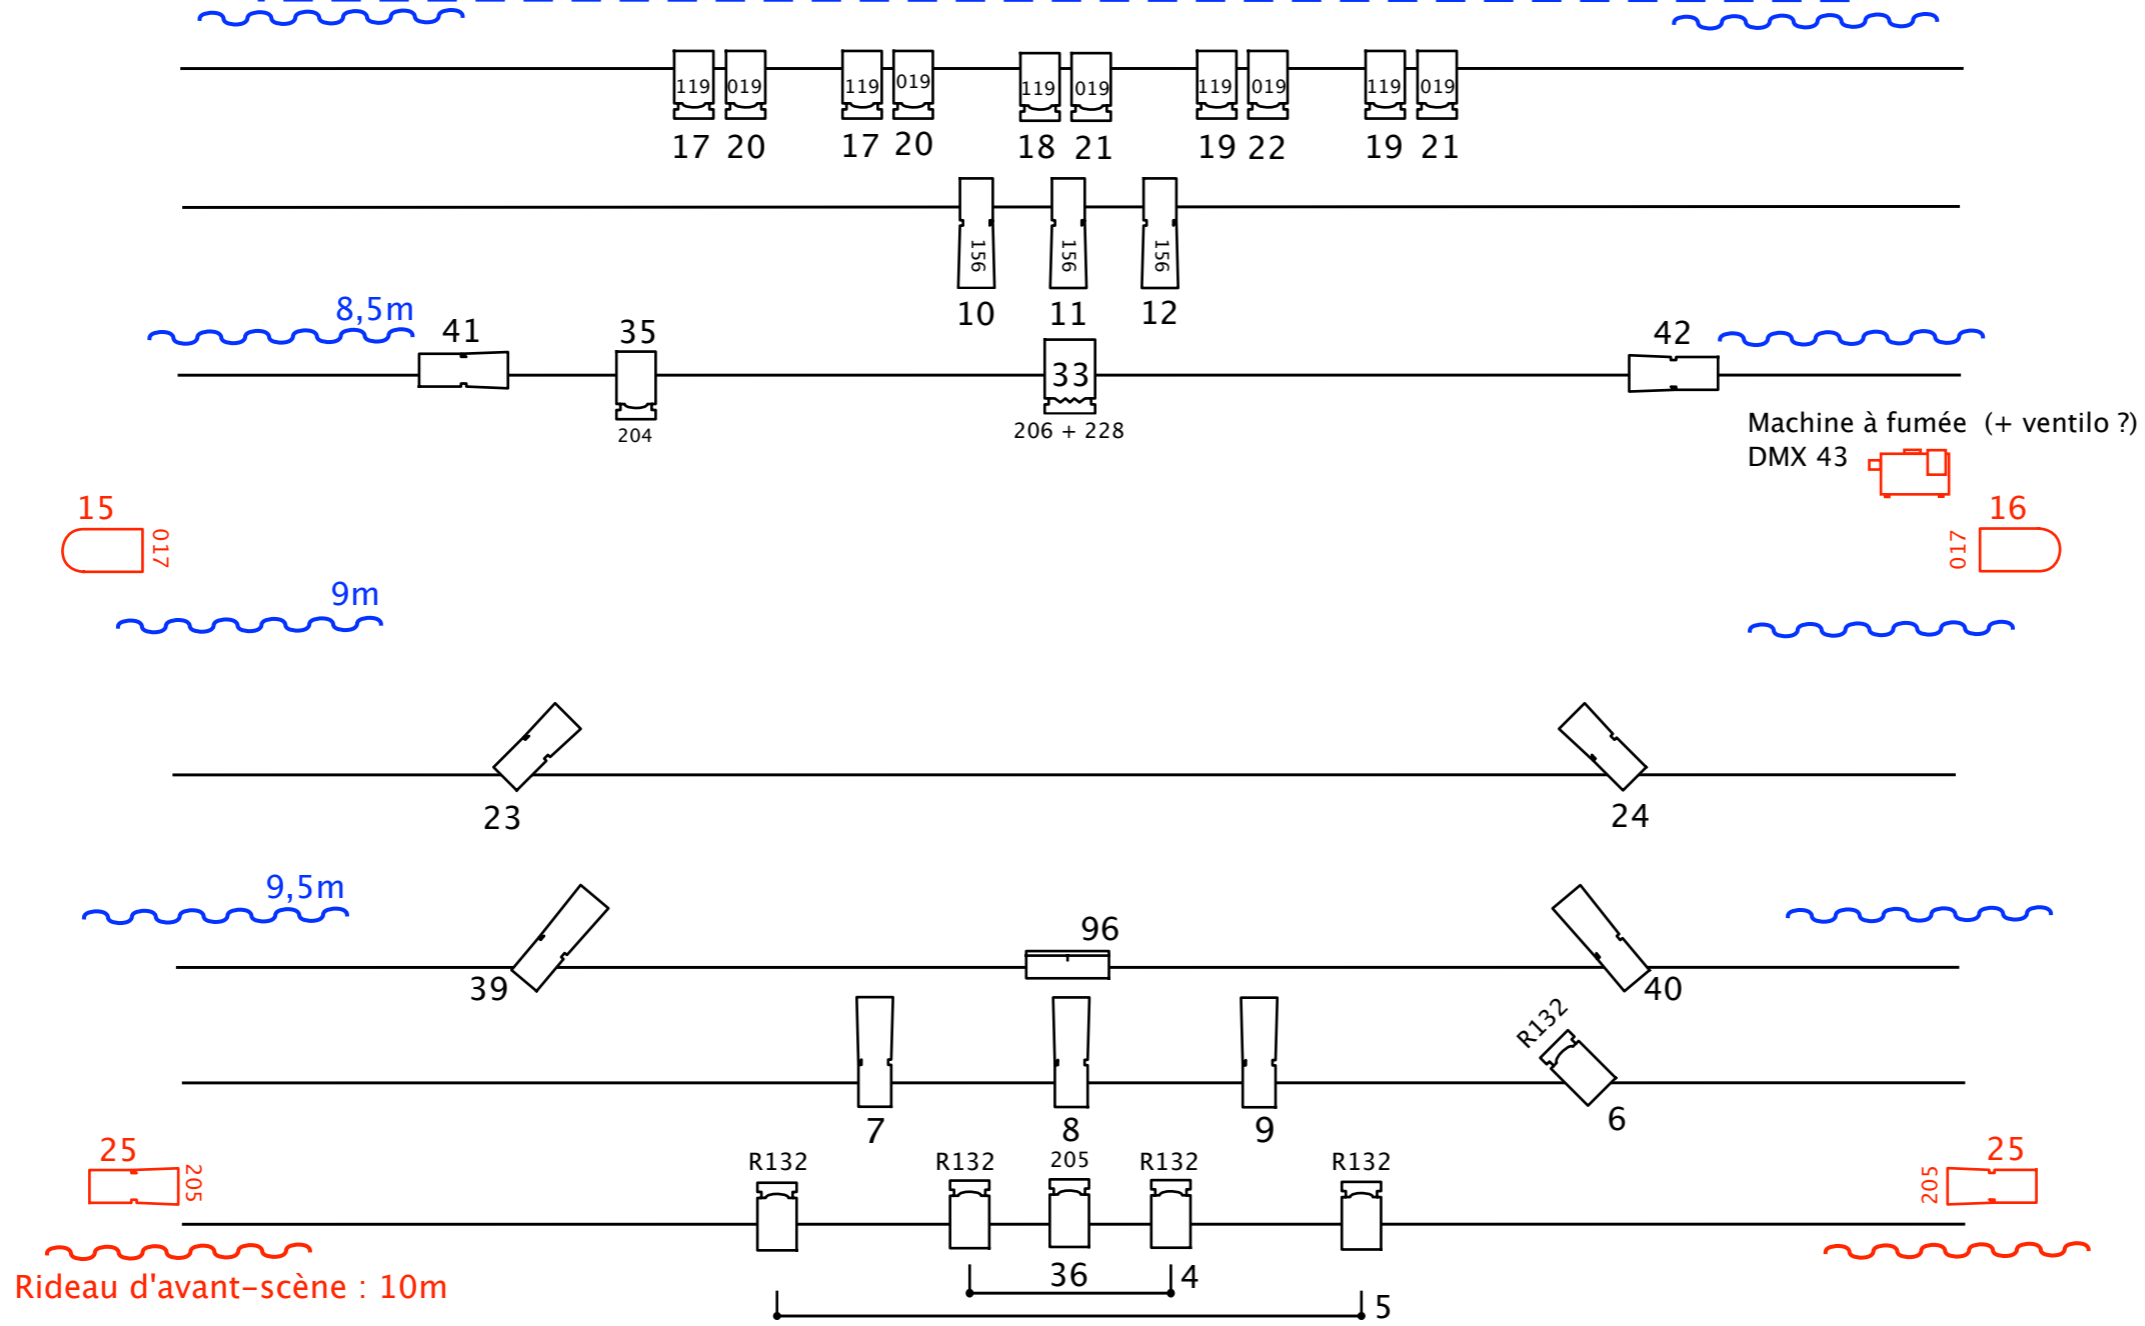 119 019 119 019 119 019 119 019 119 019
17 20 17 20 18 21 19 22 19 21
156 156 156
10 11 12
8,5m
41 35 33 42
204
206 + 228
Machine à fumée (+ ventilo ?)
DMX 43
15 16
017 017
9m
23 24
9,5m
96
39 40
R132
7 8 9 6
25 25
205 205
R132 R132 205 R132 R132
36 4
Rideau d'avant-scène : 10m
5